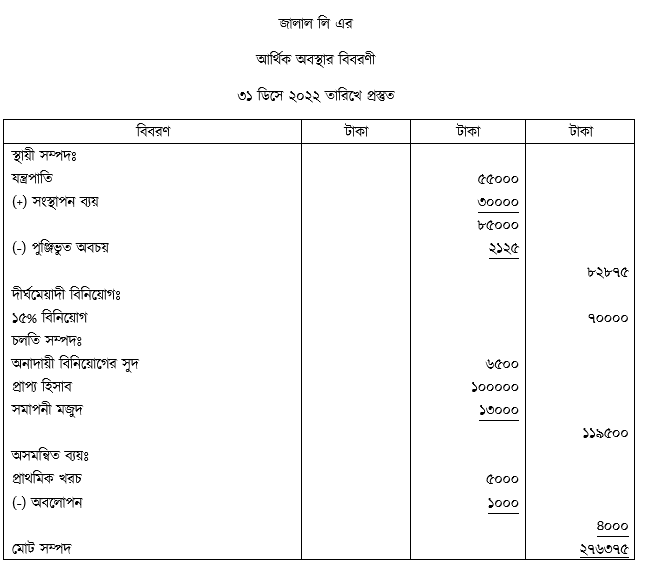 জালাল লি এর
আর্থিক অবস্থার বিবরণী
৩১ ডিসে ২০২২ তারিখে প্রস্তুত
বিবরণ টাকা টাকা টাকা
স্থায়ী সম্পদঃ
যন্ত্রপাতি ৫৫০০০
(+) সংস্থাপন ব্যয় ৩০০০০
৮৫০০০
(-) পুঞ্জিভুত অবচয় ২১২৫
৮২৮৭৫
দীর্ঘমেয়াদী বিনিয়োগঃ
১৫% বিনিয়োগ ৭০০০০
চলতি সম্পদঃ
অনাদায়ী বিনিয়োগের সুদ ৬৫০০
প্রাপ্য হিসাব ১০০০০০
সমাপনী মজুদ ১৩০০০
১১৯৫০০
অসমন্বিত ব্যয়ঃ
প্রাথমিক খরচ ৫০০০
(-) অবলোপন ১০০০
৪০০০
মোট সম্পদ ২৭৬৩৭৫